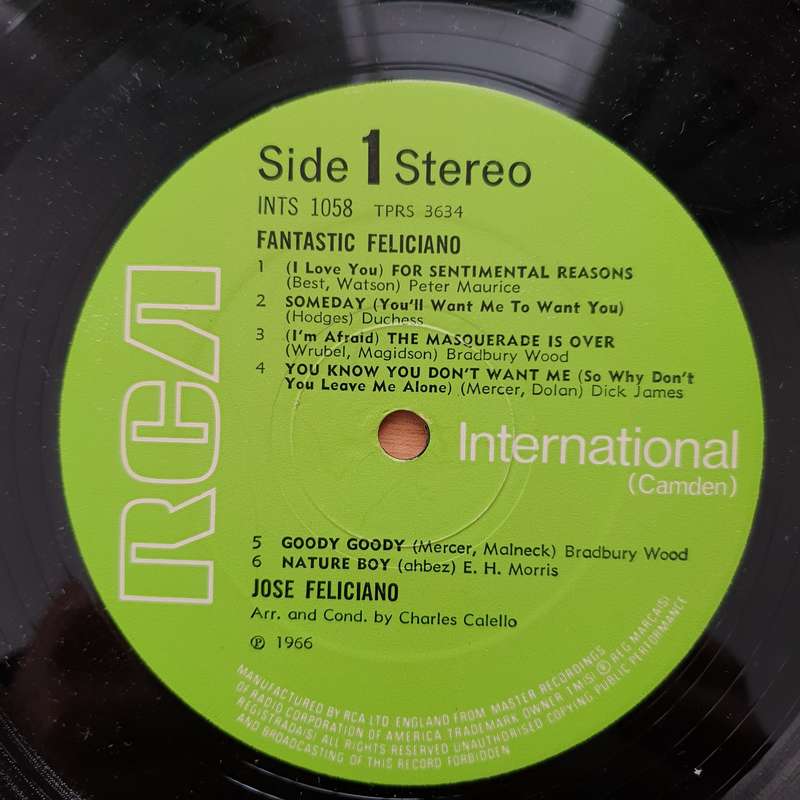 Side 1 Stereo
INTS 1058 TPRS 3634
FANTASTIC FELICIANO
1 (I Love You) FOR SENTIMENTAL REASONS
(Best, Watson) Peter Maurice
2 SOMEDAY (You'll Want Me To Want You)
(Hodges) Duchess
3 (I'm Afraid) THE MASQUERADE IS OVER
(Wrubel, Magidson) Bradbury Wood
4 YOU KNOW YOU DON'T WANT ME (So Why Don't
You Leave Me Alone) (Mercer, Dolan) Dick James
RCA
International
(Camden)
5 GOODY GOODY (Mercer, Malneck) Bradbury Wood
6 NATURE BOY (ahbez) E. H. Morris
JOSE FELICIANO
Arr. and Cond. by Charles Calello
℗ 1966
MANUFACTURED BY RCA LTD. ENGLAND FROM MASTER RECORDINGS
OF RADIO CORPORATION OF AMERICA. TRADEMARK OWNER. TM(S) ® REG MARCA(S)
REGISTRADA(S) ALL RIGHTS RESERVED UNAUTHORISED COPYING, PUBLIC PERFORMANCE
AND BROADCASTING OF THIS RECORD FORBIDDEN